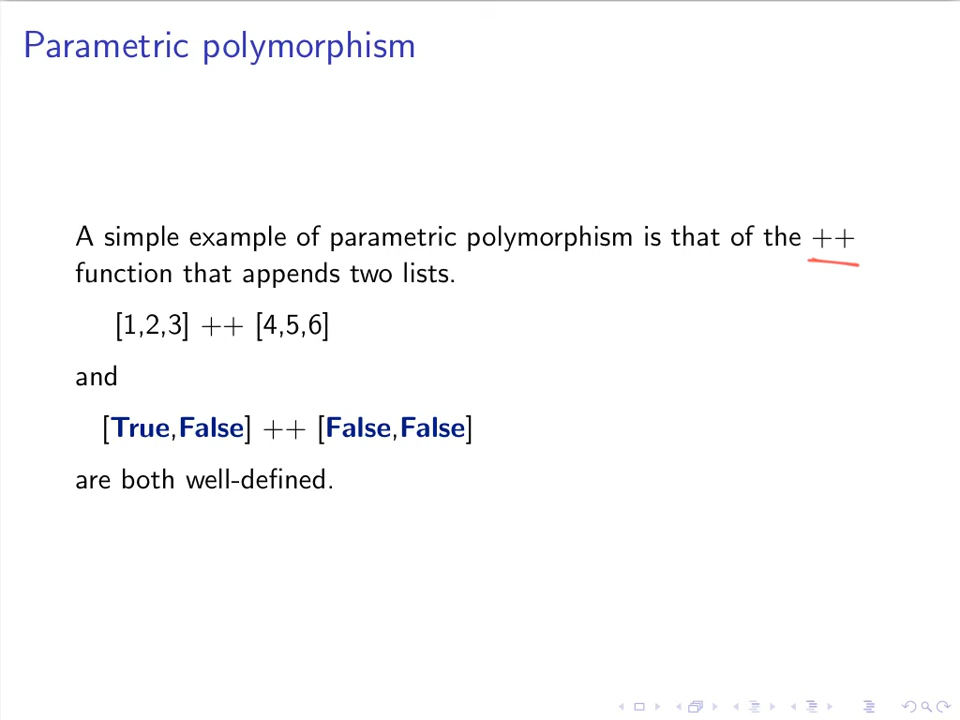 Parametric polymorphism
A simple example of parametric polymorphism is that of the ++
function that appends two lists.
[1,2,3] ++ [4,5,6]
and
[True,False] ++ [False,False]
are both well-defined.